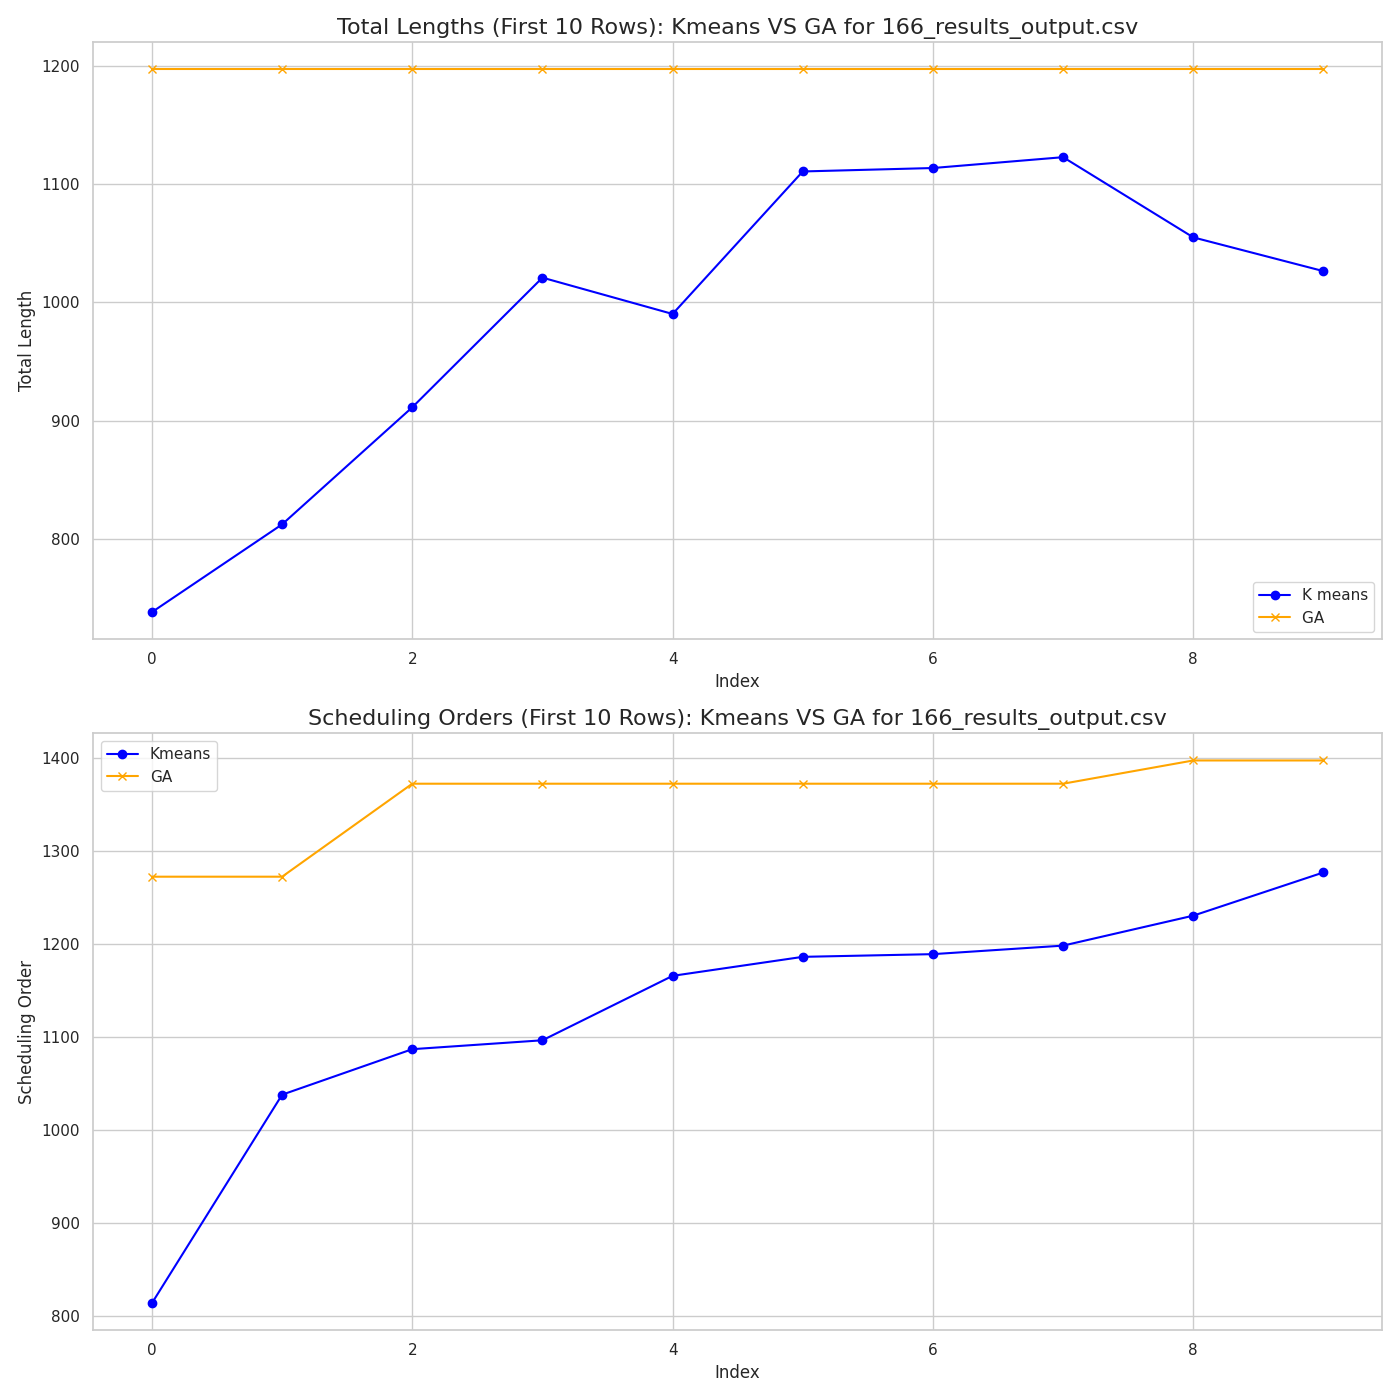 Total Lengths (First 10 Rows): Kmeans VS GA for 166_results_output.csv
1200
1100
1000
900
800
Total Length
K means
GA
0 2 4 6 8
Index
Scheduling Orders (First 10 Rows): Kmeans VS GA for 166_results_output.csv
Kmeans
GA
1400
1300
1200
1100
1000
900
800
Scheduling Order
0 2 4 6 8
Index